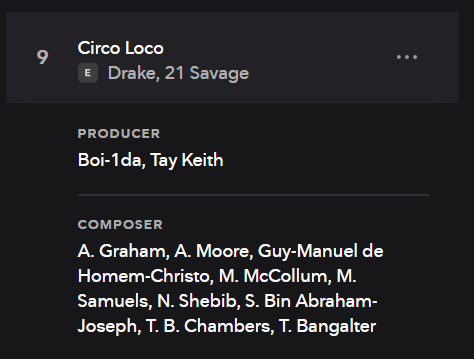 9
Circo Loco
E Drake, 21 Savage
PRODUCER
Boi-1da, Tay Keith
COMPOSER
A. Graham, A. Moore, Guy-Manuel de
Homem-Christo, M. McCollum, M.
Samuels, N. Shebib, S. Bin Abraham-
Joseph, T. B. Chambers, T. Bangalter